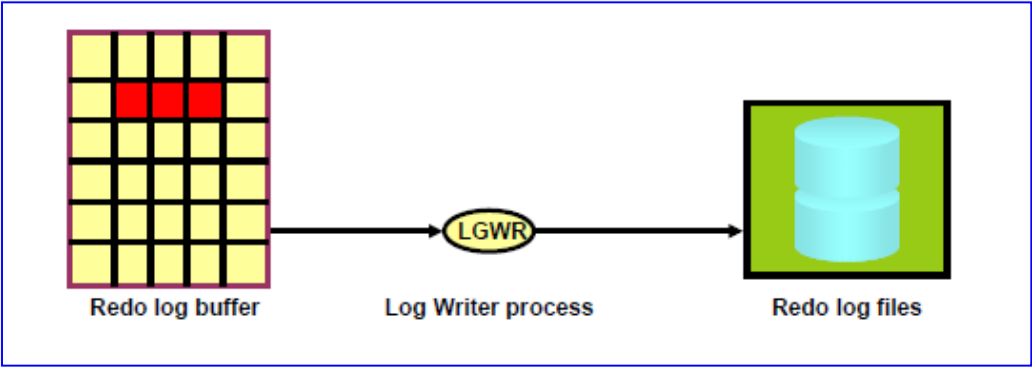 LGWR
Redo log buffer
Log Writer process
Redo log files